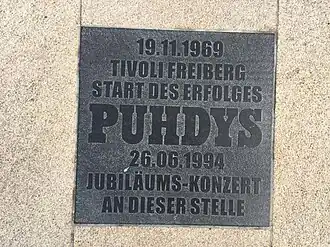 19.11.1969
TIVOLI FREIBERG
START DES ERFOLGES
PUHDYS
26.06.1994
JUBILÄUMS-KONZERT
AN DIESER STELLE